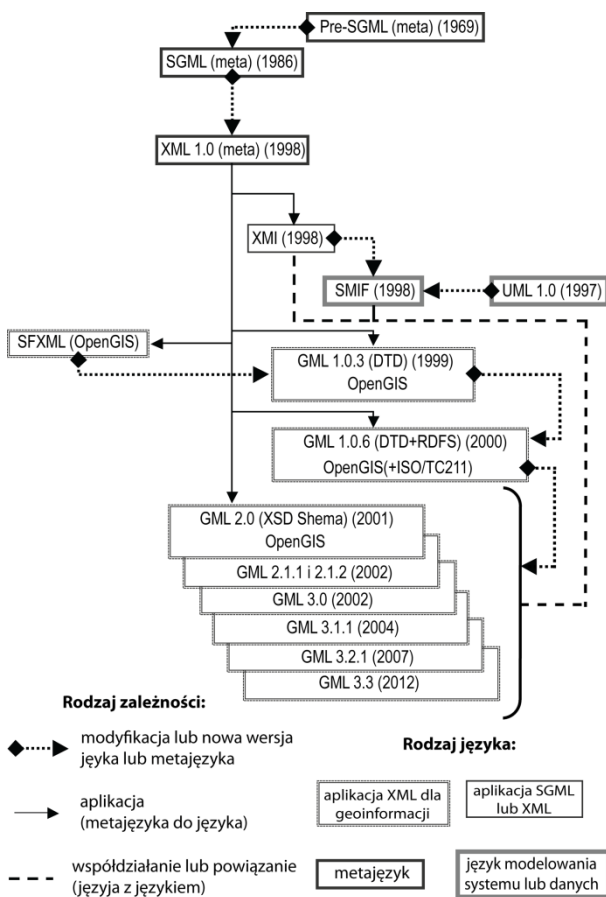 Pre-SGML (meta) (1969)
SGML (meta) (1986)
XML 1.0 (meta) (1998)
XMI (1998)
SMIF (1998)
UML 1.0 (1997)
SFXML (OpenGIS)
GML 1.0.3 (DTD) (1999)
OpenGIS
GML 1.0.6 (DTD+RDFS) (2000)
OpenGIS(+ISO/TC211)
GML 2.0 (XSD Shema) (2001)
OpenGIS
GML 2.1.1 i 2.1.2 (2002)
GML 3.0 (2002)
GML 3.1.1 (2004)
GML 3.2.1 (2007)
GML 3.3 (2012)
Rodzaj zależności:
modyfikacja lub nowa wersja
jęyka lub metajęzyka
aplikacja
(metajęzyka do języka)
współdziałanie lub powiązanie
(języja z językiem)
Rodzaj języka:
aplikacja XML dla
geoinformacji
aplikacja SGML
lub XML
metajęzyk
język modelowania
systemu lub danych